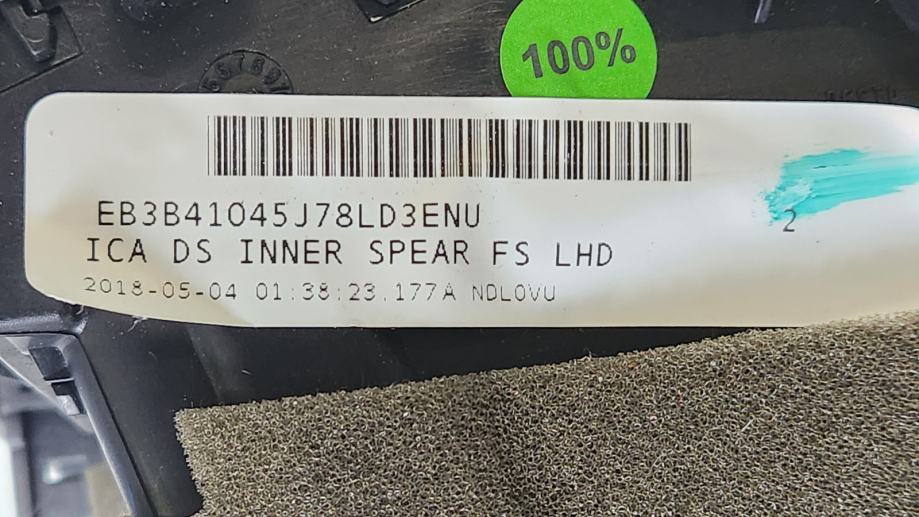 100%
EB3B41045J78LD3ENU
2
ICA DS INNER SPEAR FS LHD
2018-05-04 01:38:23.177A NDLOVU